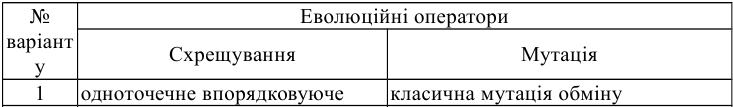 № варіант у
Еволюційні оператори
Схрещування
Мутація
1
одноточечне впорядковуюче
класична мутація обміну